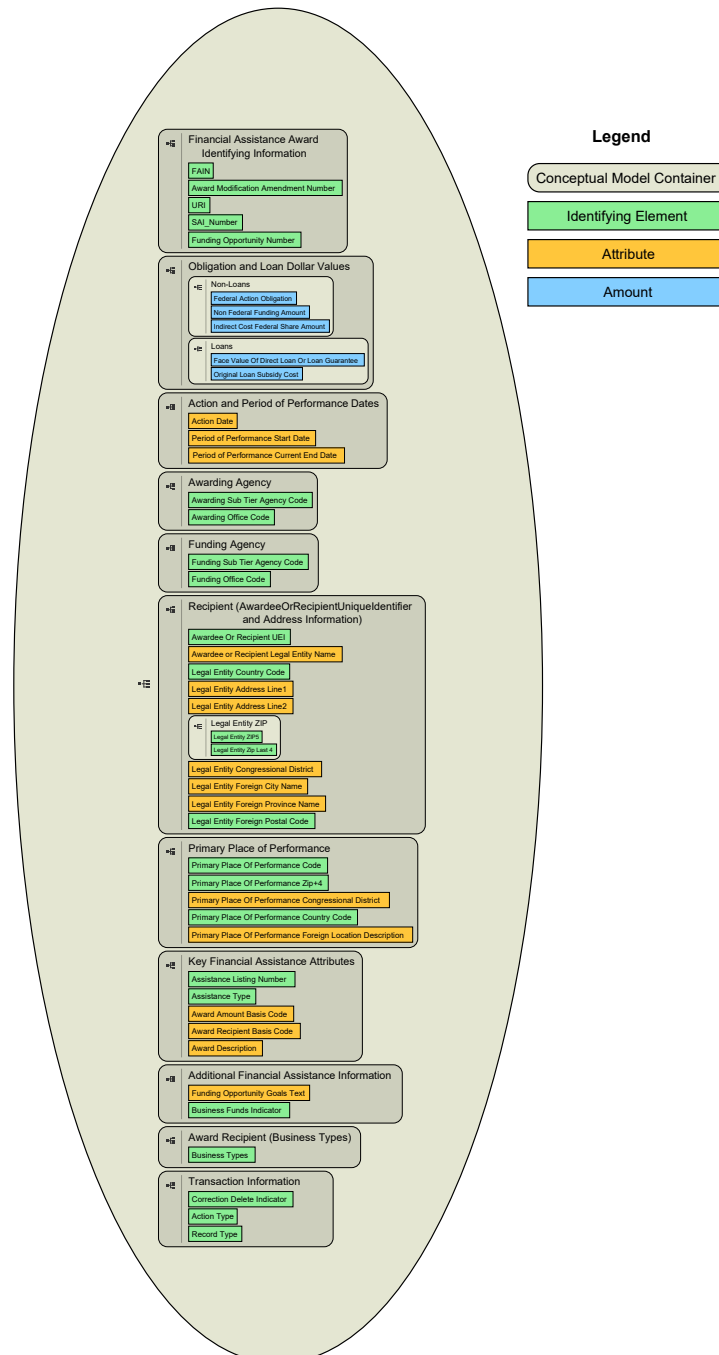 Financial Assistance Award
Identifying Information
FAIN
Award Modification Amendment Number
URI
SAI_Number
Funding Opportunity Number
Obligation and Loan Dollar Values
Non-Loans
Federal Action Obligation
Non Federal Funding Amount
Indirect Cost Federal Share Amount
Loans
Face Value Of Direct Loan Or Loan Guarantee
Original Loan Subsidy Cost
Action and Period of Performance Dates
Action Date
Period of Performance Start Date
Period of Performance Current End Date
Awarding Agency
Awarding Sub Tier Agency Code
Awarding Office Code
Funding Agency
Funding Sub Tier Agency Code
Funding Office Code
Recipient (AwardeeOrRecipientUniqueIdentifier
and Address Information)
Awardee Or Recipient UEI
Awardee or Recipient Legal Entity Name
Legal Entity Country Code
Legal Entity Address Line1
Legal Entity Address Line2
Legal Entity ZIP
Legal Entity ZIP5
Legal Entity Zip Last 4
Legal Entity Congressional District
Legal Entity Foreign City Name
Legal Entity Foreign Province Name
Legal Entity Foreign Postal Code
Primary Place of Performance
Primary Place Of Performance Code
Primary Place Of Performance Zip+4
Primary Place Of Performance Congressional District
Primary Place Of Performance Country Code
Primary Place Of Performance Foreign Location Description
Key Financial Assistance Attributes
Assistance Listing Number
Assistance Type
Award Amount Basis Code
Award Recipient Basis Code
Award Description
Additional Financial Assistance Information
Funding Opportunity Goals Text
Business Funds Indicator
Award Recipient (Business Types)
Business Types
Transaction Information
Correction Delete Indicator
Action Type
Record Type
Legend
Conceptual Model Container
Identifying Element
Attribute
Amount